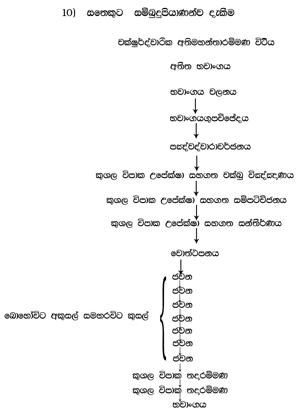 10) සතෙකුට සම්බුදුපියාණන්ව දැකීම
චක්ෂුර්ද්වාරික අතිමහන්තාරම්මණ වීථිය
අතීත භවාංගය
භවාංගය චලනය
භවාංගයගුපච්ඡේදය
පඤ්චද්වාරාවර්ජනය
කුශල විපාක උපේක්ෂා සහගත චක්ඛු විඤ්ඤණය
කුශල විපාක උපේක්ෂා සහගත සම්පටිච්ඡනය
කුශල විපාක උපේක්ෂා සහගත සන්තීරණය
වොත්ථපනය
ජවන
ජවන
ජවන
බොහෝවිට අකුසල් සමහරවිට කුසල්
ජවන
ජවන
ජවන
ජවන
කුශල විපාක තදාරම්මණ
කුශල විපාක තදාරම්මණ
භවාංගය